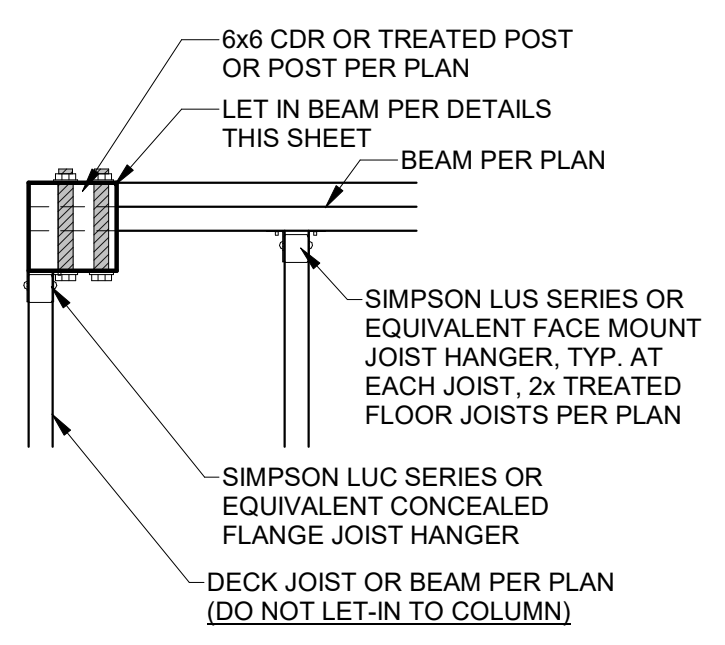 6x6 CDR OR TREATED POST
OR POST PER PLAN
LET IN BEAM PER DETAILS
THIS SHEET
BEAM PER PLAN
SIMPSON LUS SERIES OR
EQUIVALENT FACE MOUNT
JOIST HANGER, TYP. AT
EACH JOIST, 2x TREATED
FLOOR JOISTS PER PLAN
SIMPSON LUC SERIES OR
EQUIVALENT CONCEALED
FLANGE JOIST HANGER
DECK JOIST OR BEAM PER PLAN
(DO NOT LET-IN TO COLUMN)